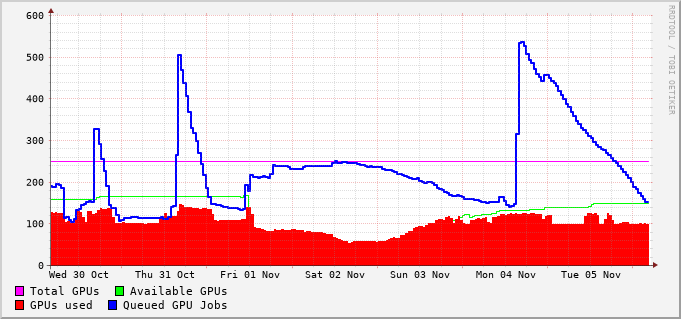 600
500
400
300
200
100
0
Wed 30 Oct Thu 31 Oct Fri 01 Nov Sat 02 Nov Sun 03 Nov Mon 04 Nov Tue 05 Nov
Total GPUs Available GPUs
GPUs used Queued GPU Jobs
RRDTOOL / TOBI OETIKER